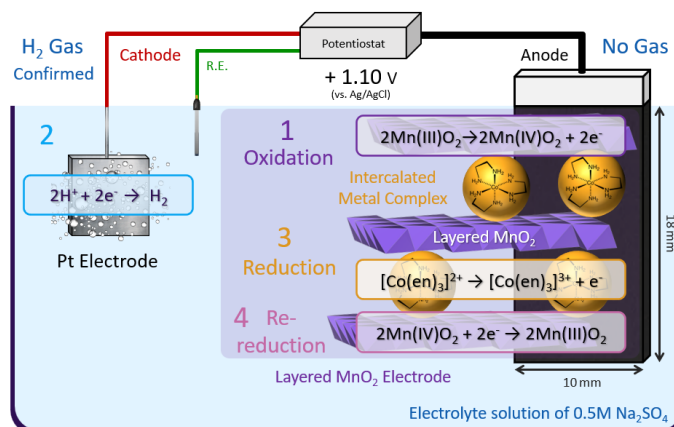 H₂ Gas
Confirmed
Cathode
R.E.
Potentiostat
+ 1.10 V
(vs. Ag/AgCl)
Anode
No Gas
2
2H⁺ + 2e⁻ → H₂
Pt Electrode
1
Oxidation
2Mn(III)O₂→2Mn(IV)O₂ + 2e⁻
Intercalated
Metal Complex
NH₂
H₂N
Layered MnO₂
3
Reduction
[Co(en)₃]²⁺ → [Co(en)₃]³⁺ + e⁻
4 Re-
reduction
2Mn(IV)O₂ + 2e⁻ → 2Mn(III)O₂
Layered MnO₂ Electrode
18 mm
10 mm
Electrolyte solution of 0.5M Na₂SO₄